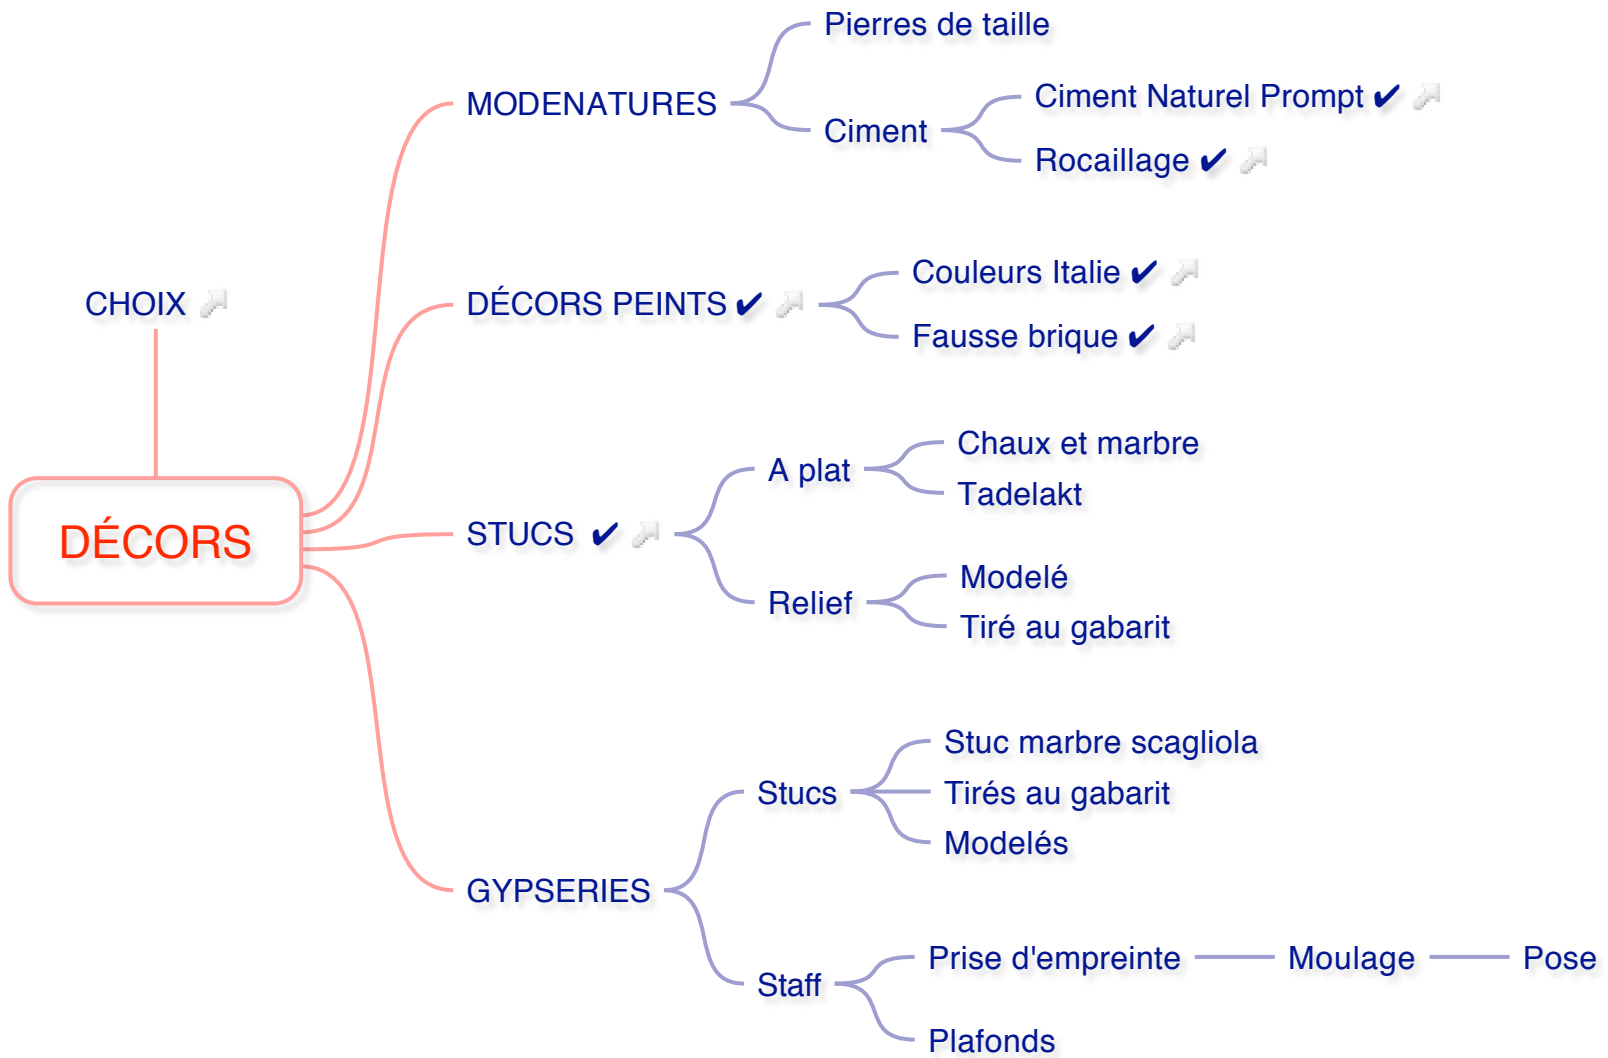 Pierres de taille
MODENATURES
Ciment Naturel Prompt ✔
Ciment
Rocaillage ✔
Couleurs Italie ✔
CHOIX
DÉCORS PEINTS ✔
Fausse brique ✔
Chaux et marbre
A plat
Tadelakt
STUCS ✔
DÉCORS
Modelé
Relief
Tiré au gabarit
Stuc marbre scagliola
Stucs
Tirés au gabarit
Modelés
GYPSERIES
Prise d'empreinte
Moulage
Pose
Staff
Plafonds